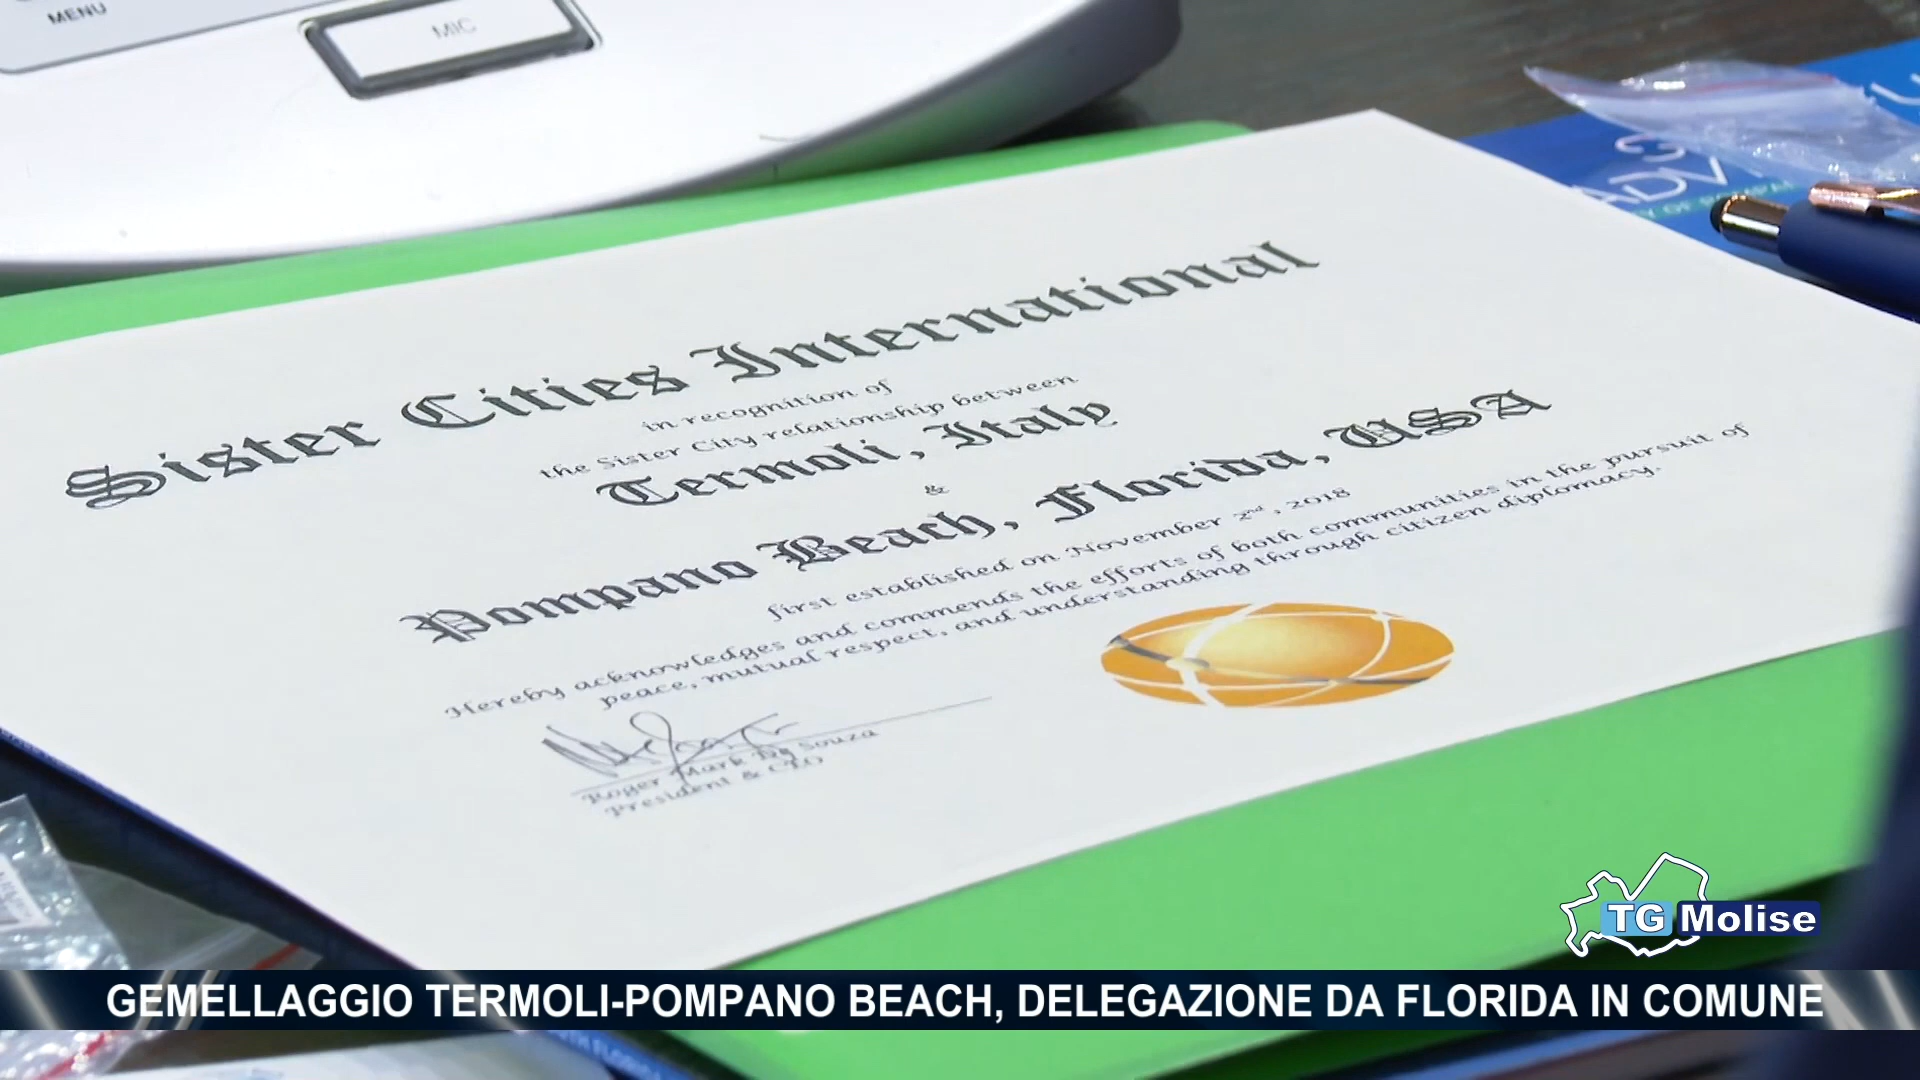 MENU
MIC
Sister Cities International
in recognition of
the Sister City relationship between
Termoli, Italy
&
Pompano Beach, Florida, USA
first established on November 2nd, 2018
Hereby acknowledges and commends the efforts of both communities in the pursuit of
peace, mutual respect, and understanding through citizen diplomacy.
Roger Mark De Souza
President & CEO
TG Molise
GEMELLAGGIO TERMOLI-POMPANO BEACH, DELEGAZIONE DA FLORIDA IN COMUNE